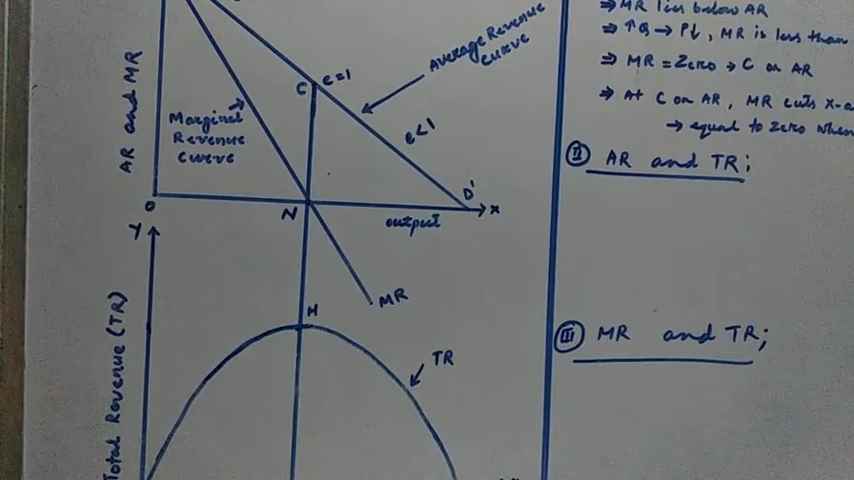 AR and MR
C e=1
Average Revenue
curve
Marginal
Revenue
curve
e<1
O
N
D'
X
output
MR
Y
Total Revenue (TR)
H
TR
⇒ MR lies below AR
⇒ ↑Q → P↓, MR is less than
⇒ MR = Zero → C on AR
⇒ At C on AR, MR cuts X-a
→ equal to zero when
II AR and TR;
III MR and TR;